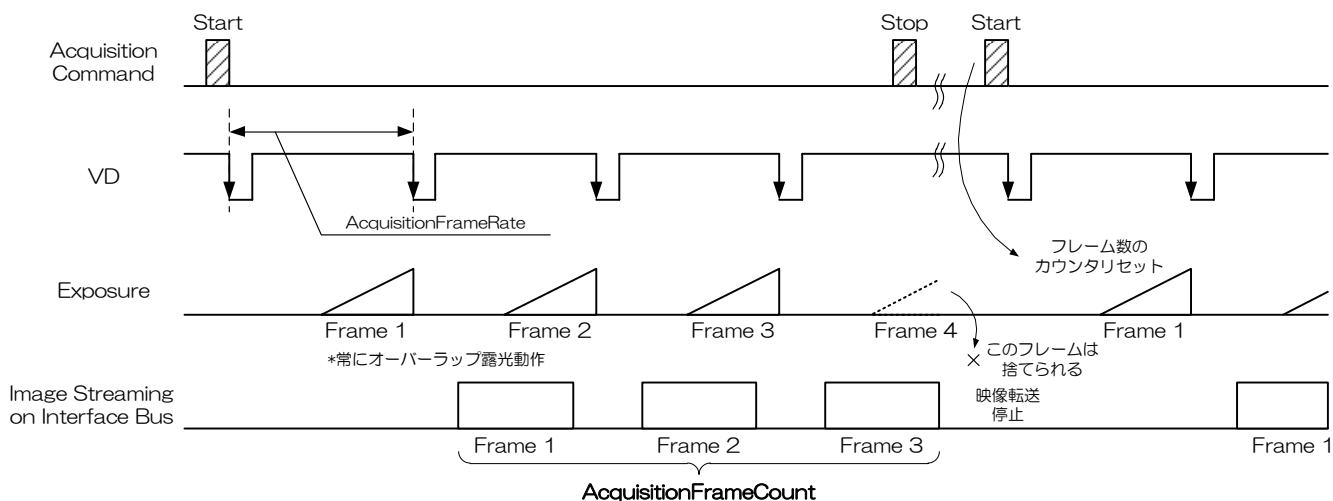 Start
Stop
Start
Acquisition
Command
VD
AcquisitionFrameRate
フレーム数の
カウンタリセット
Exposure
Frame 1
Frame 2
Frame 3
Frame 4
Frame 1
*常にオーバーラップ露光動作
× このフレームは
捨てられる
Image Streaming
on Interface Bus
映像転送
停止
Frame 1
Frame 2
Frame 3
Frame 1
AcquisitionFrameCount